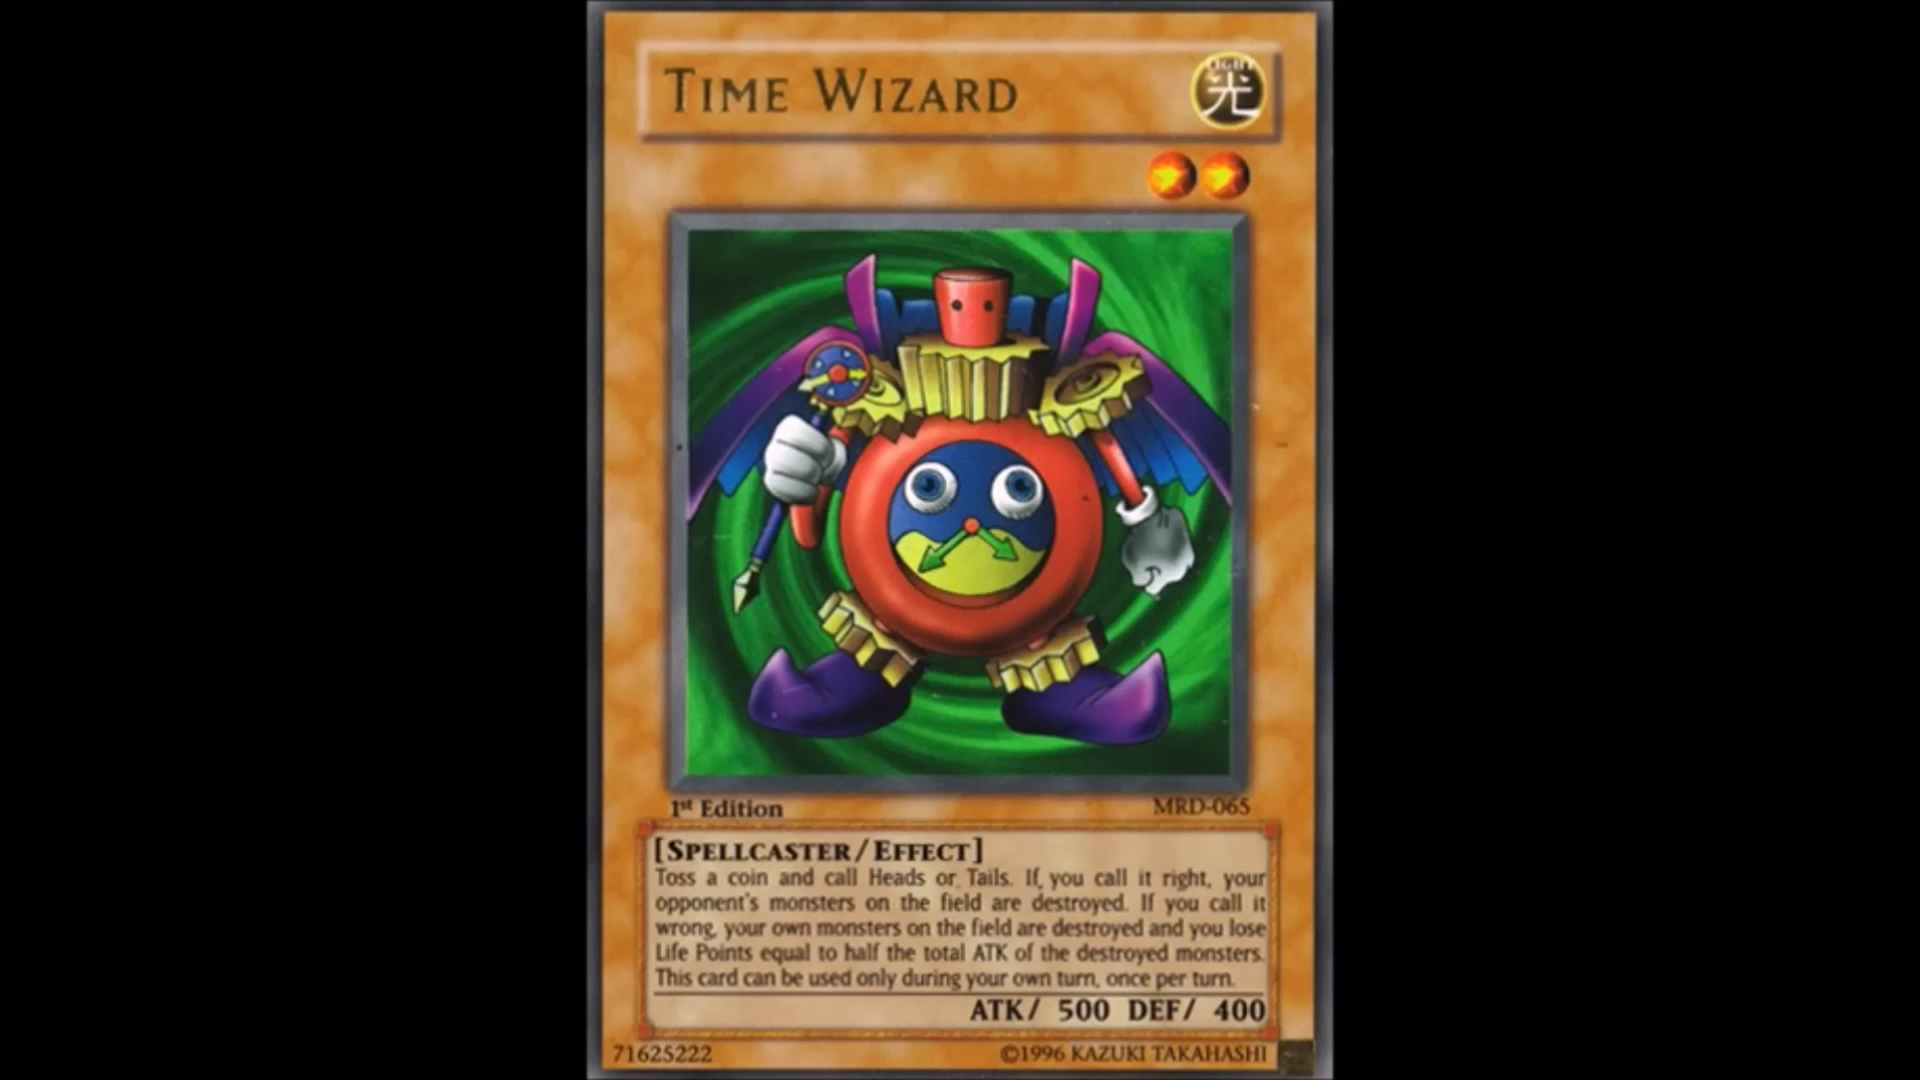 TIME WIZARD
LIGHT
光
1st Edition
MRD-065
[SPELLCASTER/EFFECT]
Toss a coin and call Heads or Tails. If you call it right, your
opponent's monsters on the field are destroyed. If you call it
wrong, your own monsters on the field are destroyed and you lose
Life Points equal to half the total ATK of the destroyed monsters.
This card can be used only during your own turn, once per turn.
ATK/ 500 DEF/ 400
71625222
©1996 KAZUKI TAKAHASHI